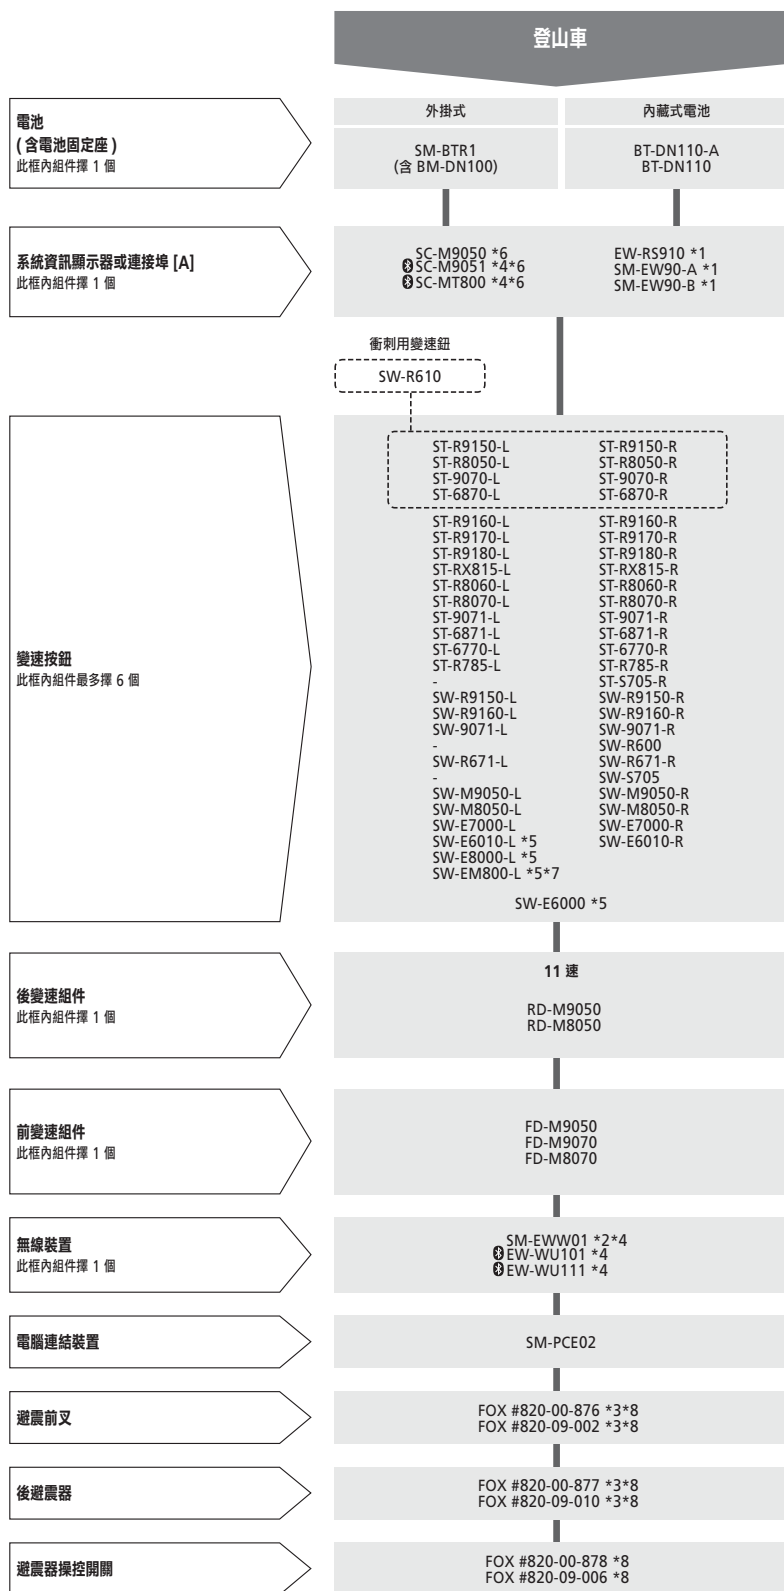 登山車
電池
( 含電池固定座 )
此框內組件擇 1 個
外掛式
內藏式電池
SM-BTR1
(含 BM-DN100)
BT-DN110-A
BT-DN110
系統資訊顯示器或連接埠 [A]
此框內組件擇 1 個
SC-M9050 *6
SC-M9051 *4*6
SC-MT800 *4*6
EW-RS910 *1
SM-EW90-A *1
SM-EW90-B *1
衝刺用變速鈕
SW-R610
變速按鈕
此框內組件最多擇 6 個
ST-R9150-L ST-R9150-R
ST-R8050-L ST-R8050-R
ST-9070-L ST-9070-R
ST-6870-L ST-6870-R
ST-R9160-L ST-R9160-R
ST-R9170-L ST-R9170-R
ST-R9180-L ST-R9180-R
ST-RX815-L ST-RX815-R
ST-R8060-L ST-R8060-R
ST-R8070-L ST-R8070-R
ST-9071-L ST-9071-R
ST-6871-L ST-6871-R
ST-6770-L ST-6770-R
ST-R785-L ST-R785-R
- ST-S705-R
SW-R9150-L SW-R9150-R
SW-R9160-L SW-R9160-R
SW-9071-L SW-9071-R
- SW-R600
SW-R671-L SW-R671-R
- SW-S705
SW-M9050-L SW-M9050-R
SW-M8050-L SW-M8050-R
SW-E7000-L SW-E7000-R
SW-E6010-L *5 SW-E6010-R
SW-E8000-L *5
SW-EM800-L *5*7
SW-E6000 *5
後變速組件
此框內組件擇 1 個
11 速
RD-M9050
RD-M8050
前變速組件
此框內組件擇 1 個
FD-M9050
FD-M9070
FD-M8070
無線裝置
此框內組件擇 1 個
SM-EWW01 *2*4
EW-WU101 *4
EW-WU111 *4
電腦連結裝置
SM-PCE02
避震前叉
FOX #820-00-876 *3*8
FOX #820-09-002 *3*8
後避震器
FOX #820-00-877 *3*8
FOX #820-09-010 *3*8
避震器操控開關
FOX #820-00-878 *8
FOX #820-09-006 *8